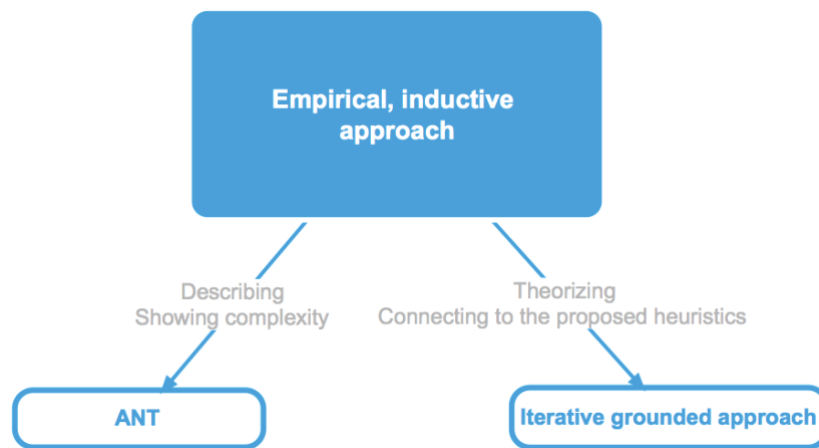 Empirical, inductive
approach
Describing
Showing complexity
Theorizing
Connecting to the proposed heuristics
ANT
Iterative grounded approach